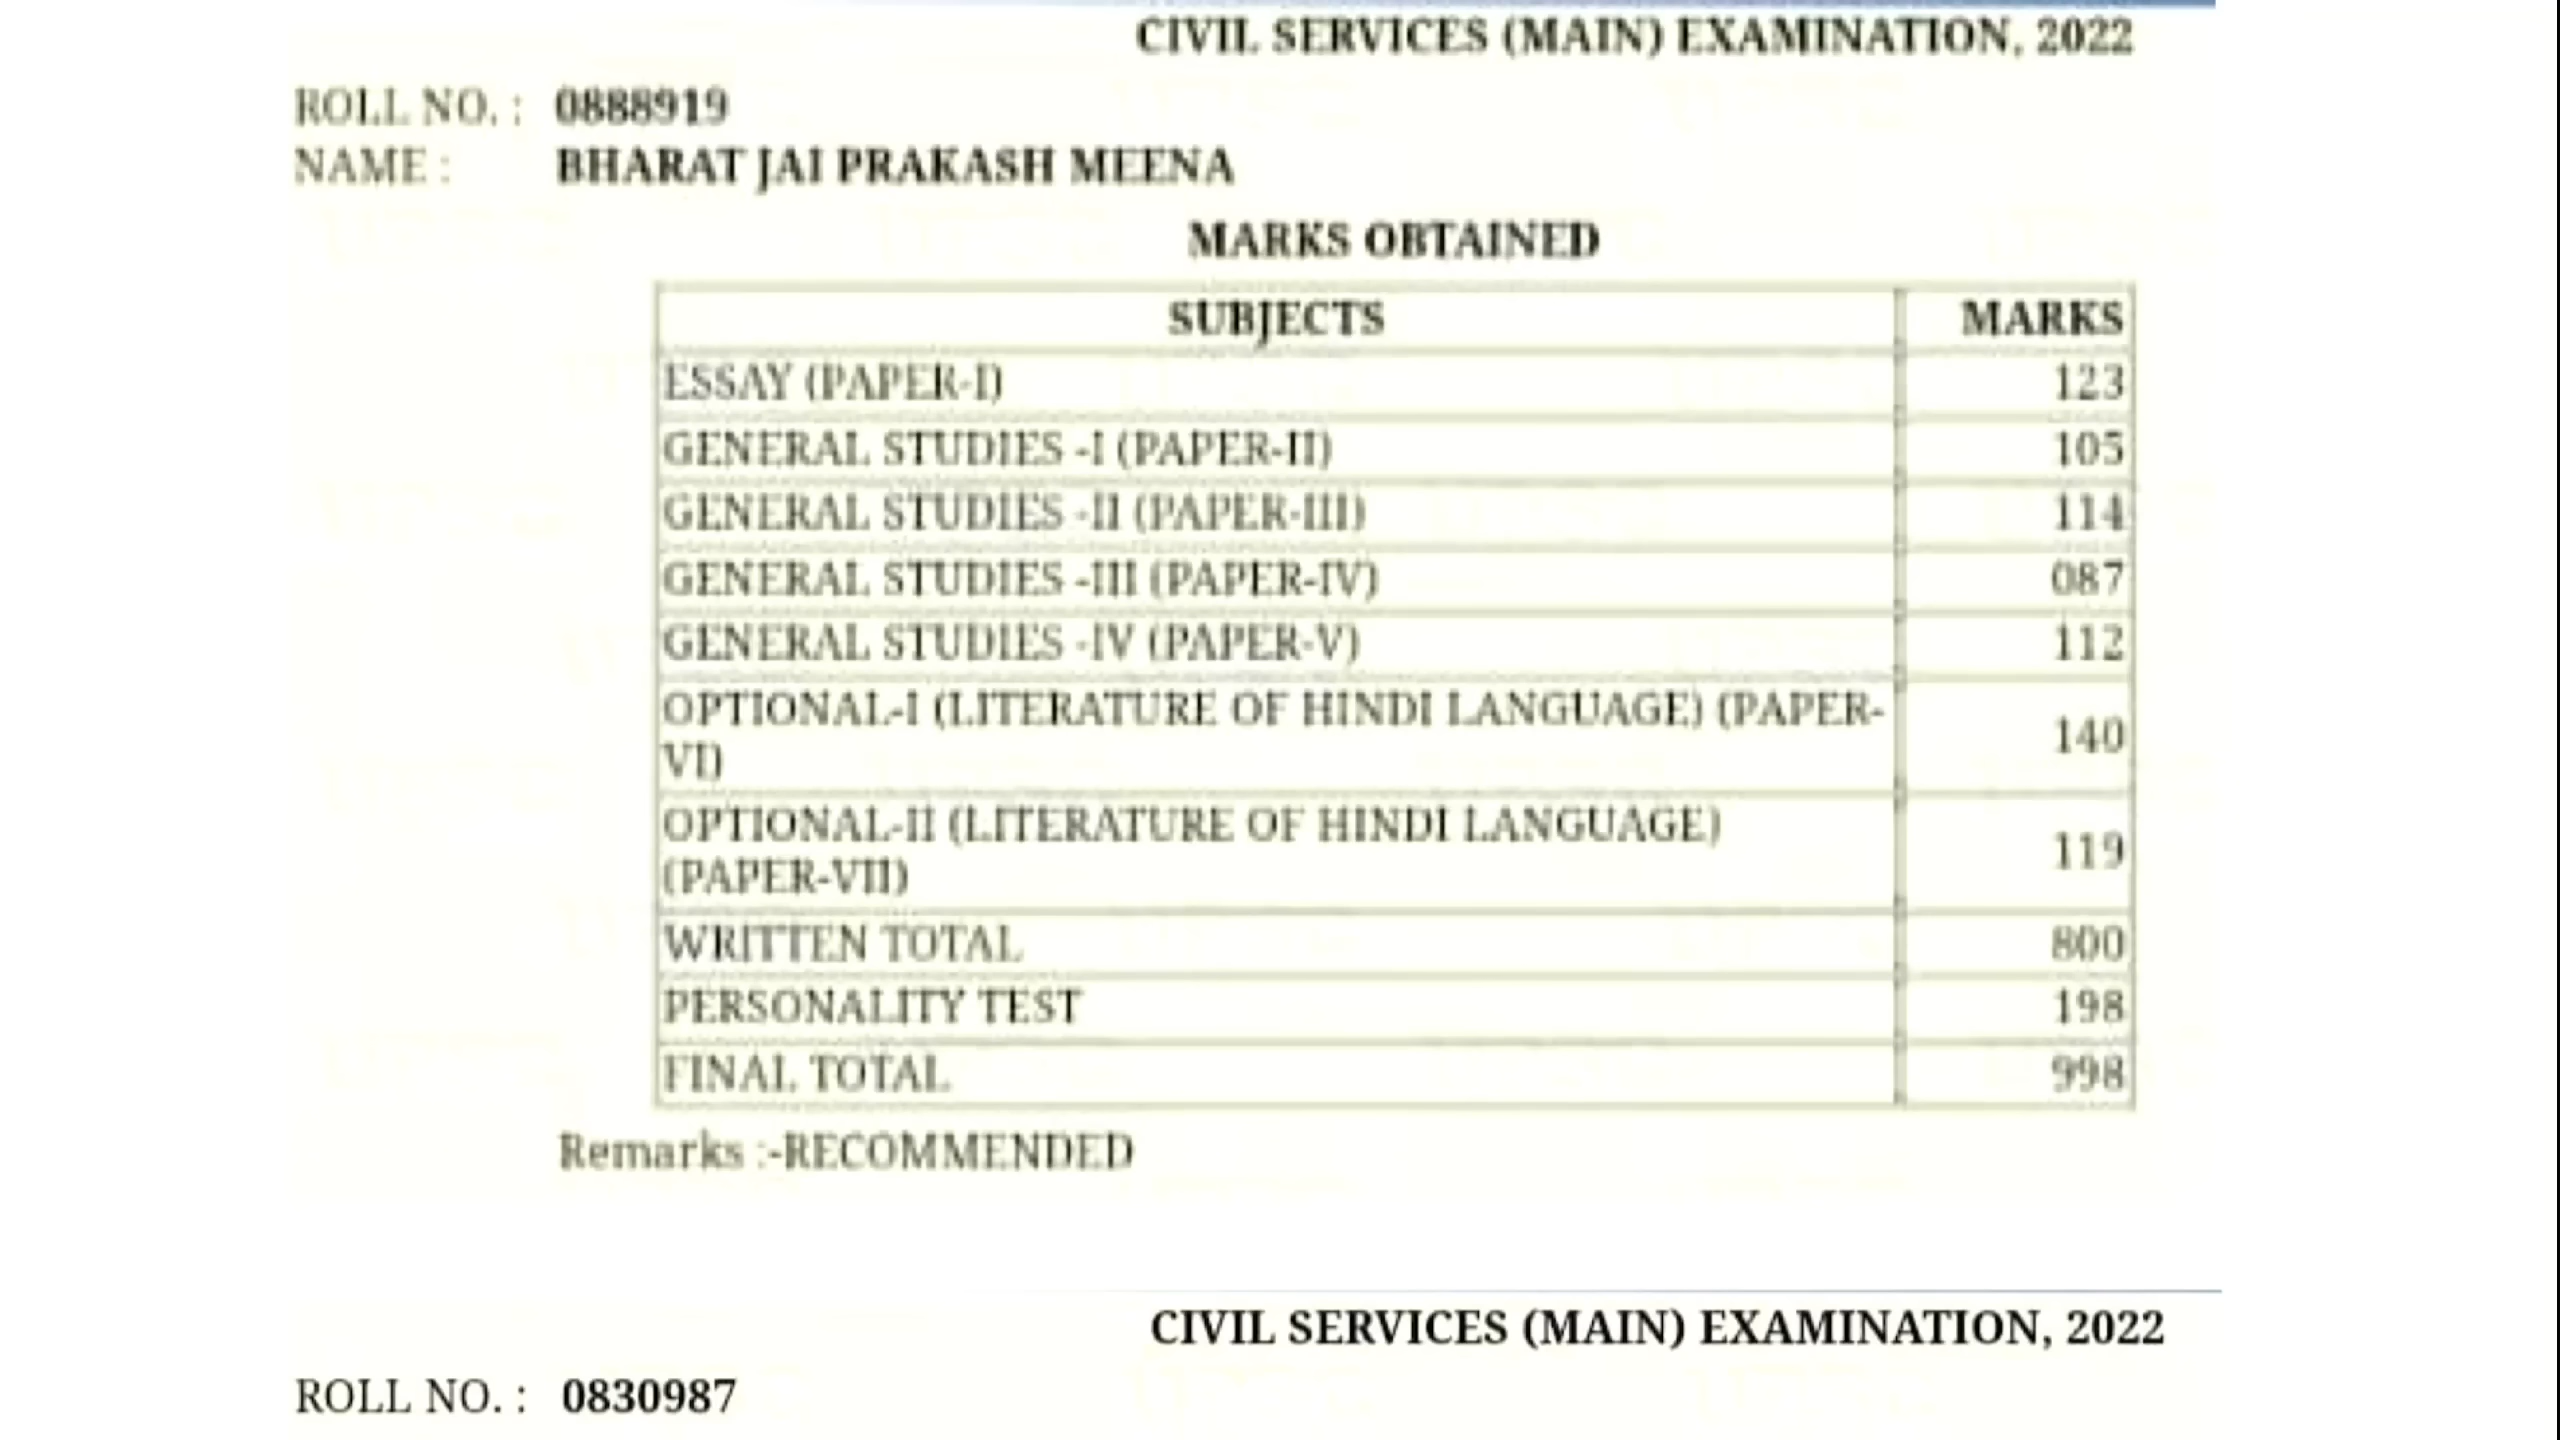 CIVIL SERVICES (MAIN) EXAMINATION, 2022
ROLL NO. : 0888919
NAME : BHARAT JAI PRAKASH MEENA
MARKS OBTAINED
SUBJECTS MARKS
ESSAY (PAPER-I) 123
GENERAL STUDIES -I (PAPER-II) 105
GENERAL STUDIES -II (PAPER-III) 114
GENERAL STUDIES -III (PAPER-IV) 087
GENERAL STUDIES -IV (PAPER-V) 112
OPTIONAL-I (LITERATURE OF HINDI LANGUAGE) (PAPER-
VI) 140
OPTIONAL-II (LITERATURE OF HINDI LANGUAGE)
(PAPER-VII) 119
WRITTEN TOTAL 800
PERSONALITY TEST 198
FINAL TOTAL 998
Remarks :-RECOMMENDED
CIVIL SERVICES (MAIN) EXAMINATION, 2022
ROLL NO. : 0830987